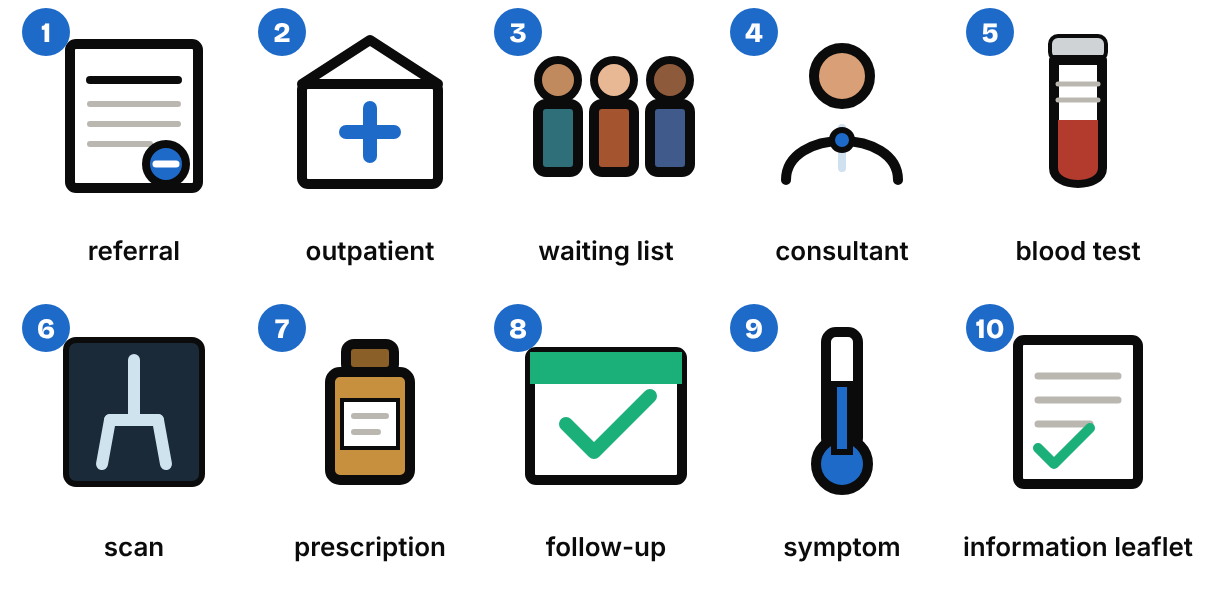 1
2
3
4
5
referral
outpatient
waiting list
consultant
blood test
6
7
8
9
10
scan
prescription
follow-up
symptom
information leaflet